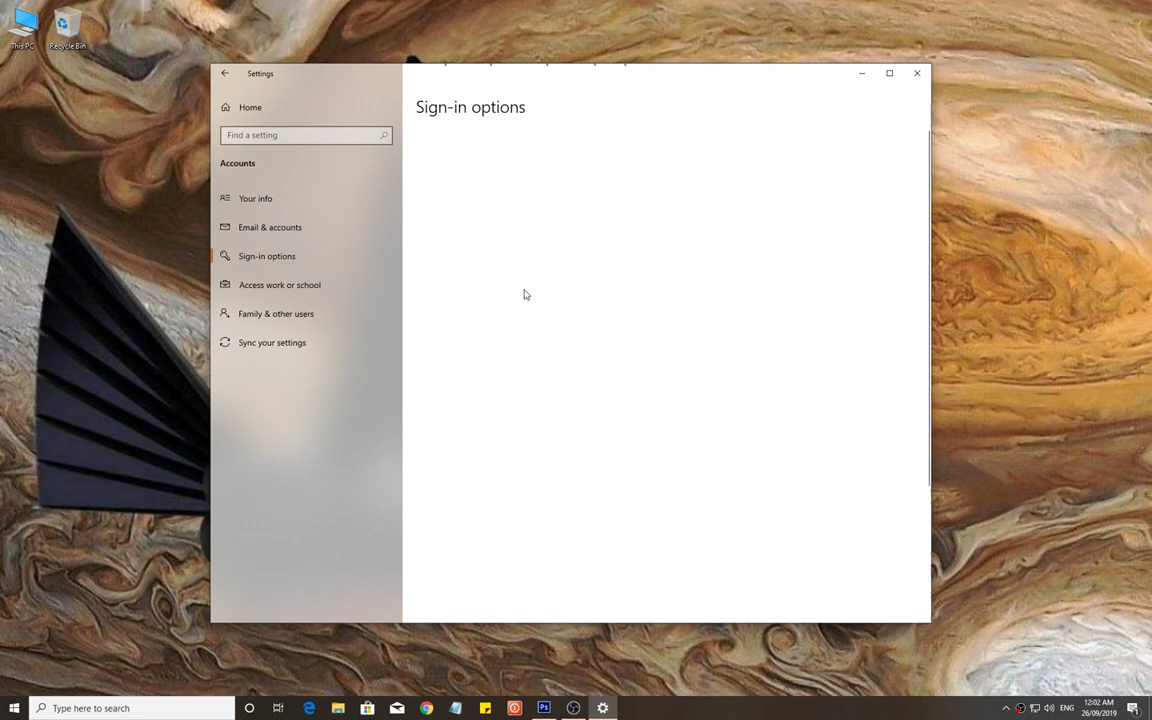 This PC
Recycle Bin
Settings
Home
Find a setting
Accounts
Your info
Email & accounts
Sign-in options
Access work or school
Family & other users
Sync your settings
Sign-in options
Type here to search
Ps
ENG
12:02 AM
26/09/2019
1